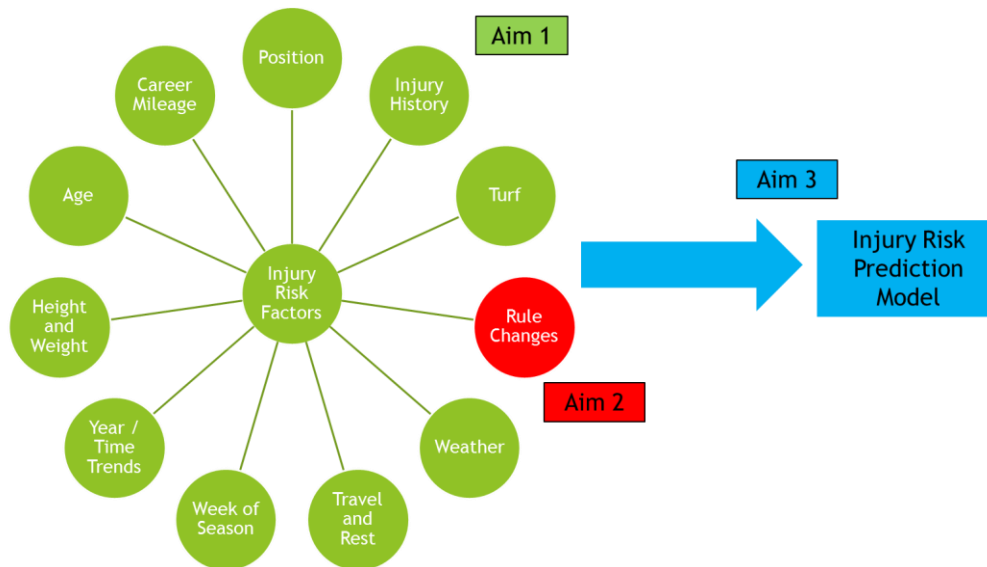 Aim 1
Position
Career
Mileage
Injury
History
Age
Turf
Aim 3
Injury
Risk
Factors
Injury Risk
Prediction
Model
Height
and
Weight
Rule
Changes
Aim 2
Year /
Time
Trends
Weather
Week of
Season
Travel
and
Rest